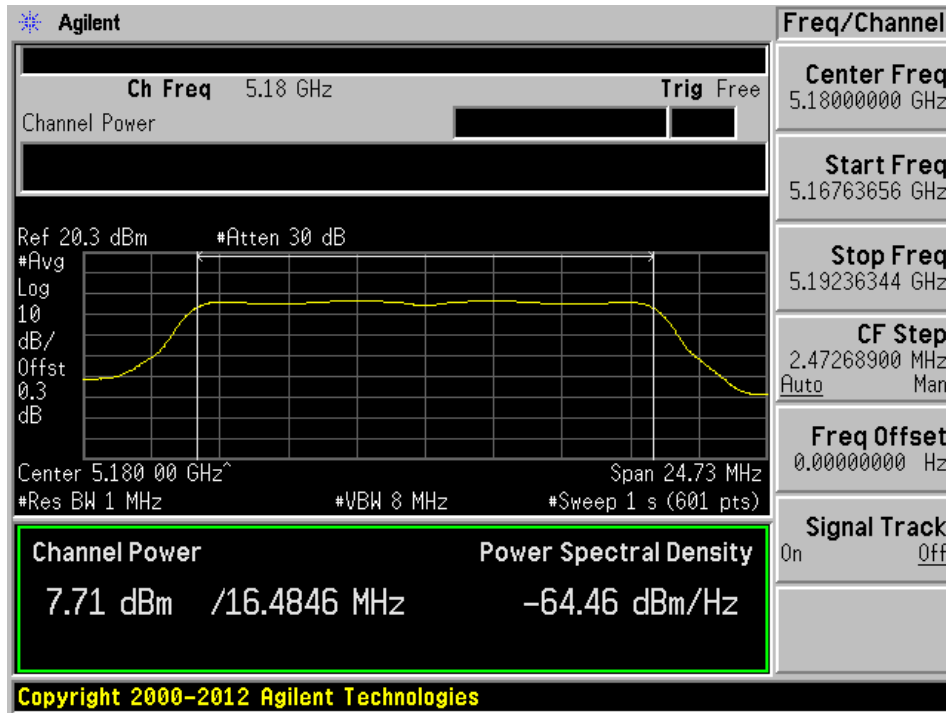 Agilent
Freq/Channel
Ch Freq 5.18 GHz Trig Free
Channel Power
Center Freq
5.18000000 GHz
Start Freq
5.16763656 GHz
Ref 20.3 dBm #Atten 30 dB
#Avg
Log
10
dB/
Offst
0.3
dB
Stop Freq
5.19236344 GHz
CF Step
2.47268900 MHz
Auto Man
Freq Offset
0.00000000 Hz
Center 5.180 00 GHz^ Span 24.73 MHz
#Res BW 1 MHz #VBW 8 MHz #Sweep 1 s (601 pts)
Signal Track
On Off
Channel Power Power Spectral Density
7.71 dBm /16.4846 MHz -64.46 dBm/Hz
Copyright 2000-2012 Agilent Technologies